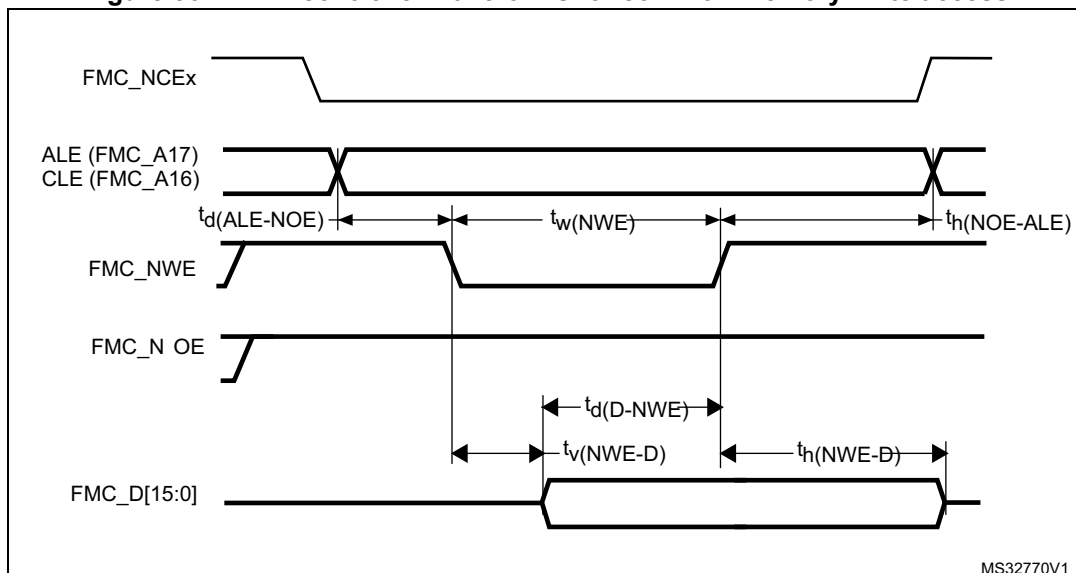 FMC_NCEx
ALE (FMC_A17)
CLE (FMC_A16)
td(ALE-NOE)
tw(NWE)
th(NOE-ALE)
FMC_NWE
FMC_N OE
td(D-NWE)
tv(NWE-D)
th(NWE-D)
FMC_D[15:0]
MS32770V1